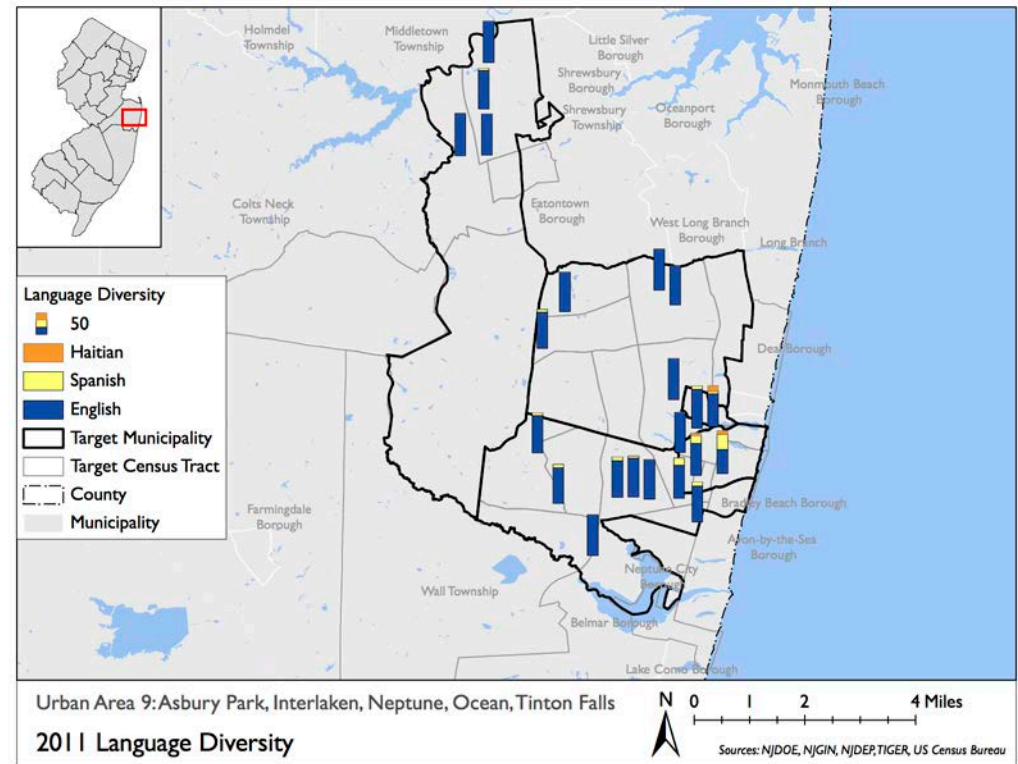 Holmdel
Township
Middletown
Township
Little Silver
Borough
Shrewsbury
Borough
Shrewsbury
Township
Oceanport
Borough
Monmouth Beach
Borough
Colts Neck
Township
Eatontown
Borough
West Long Branch
Borough
Long Branch
Deal Borough
Language Diversity
50
Haitian
Spanish
English
Target Municipality
Target Census Tract
County
Municipality
Farmingdale
Borough
Bradley Beach Borough
Avon-by-the-Sea
Borough
Neptune City
Borough
Wall Township
Belmar Borough
Lake Como Borough
Urban Area 9: Asbury Park, Interlaken, Neptune, Ocean, Tinton Falls
2011 Language Diversity
N
0 1 2 4 Miles
Sources: NJDOE, NJGIN, NJDEP, TIGER, US Census Bureau